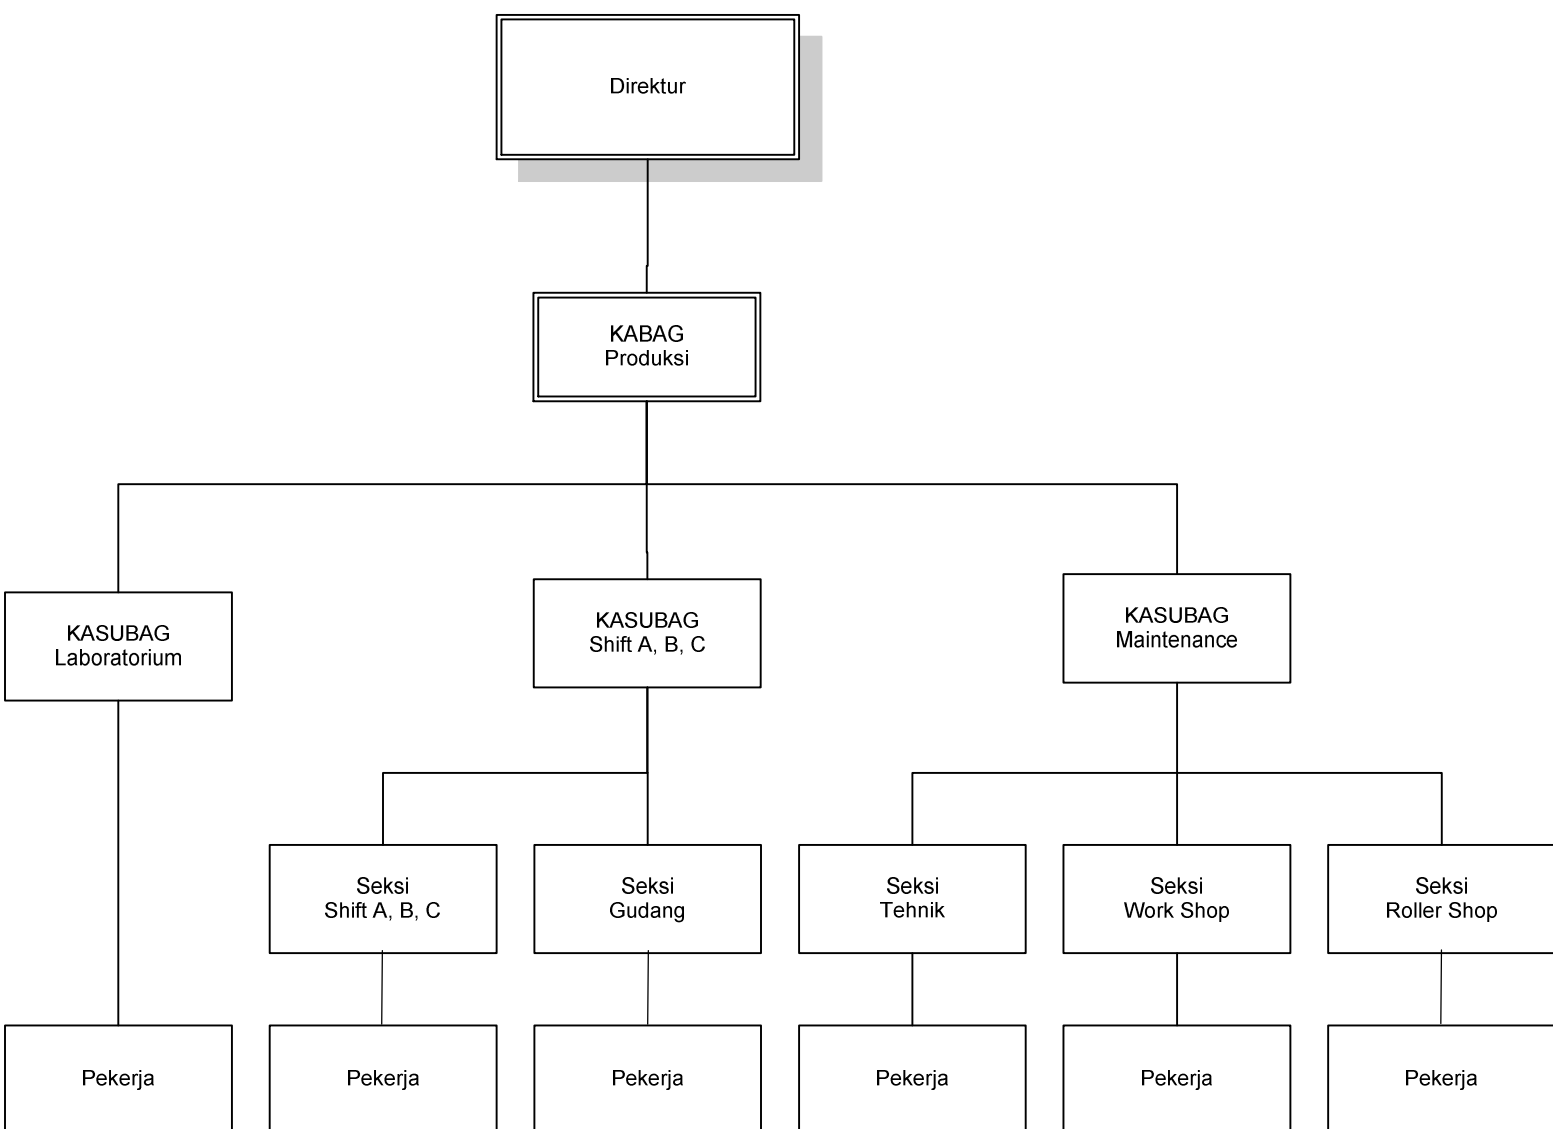 Direktur
KABAG
Produksi
KASUBAG
Laboratorium
KASUBAG
Shift A, B, C
KASUBAG
Maintenance
Seksi
Shift A, B, C
Seksi
Gudang
Seksi
Tehnik
Seksi
Work Shop
Seksi
Roller Shop
Pekerja
Pekerja
Pekerja
Pekerja
Pekerja
Pekerja